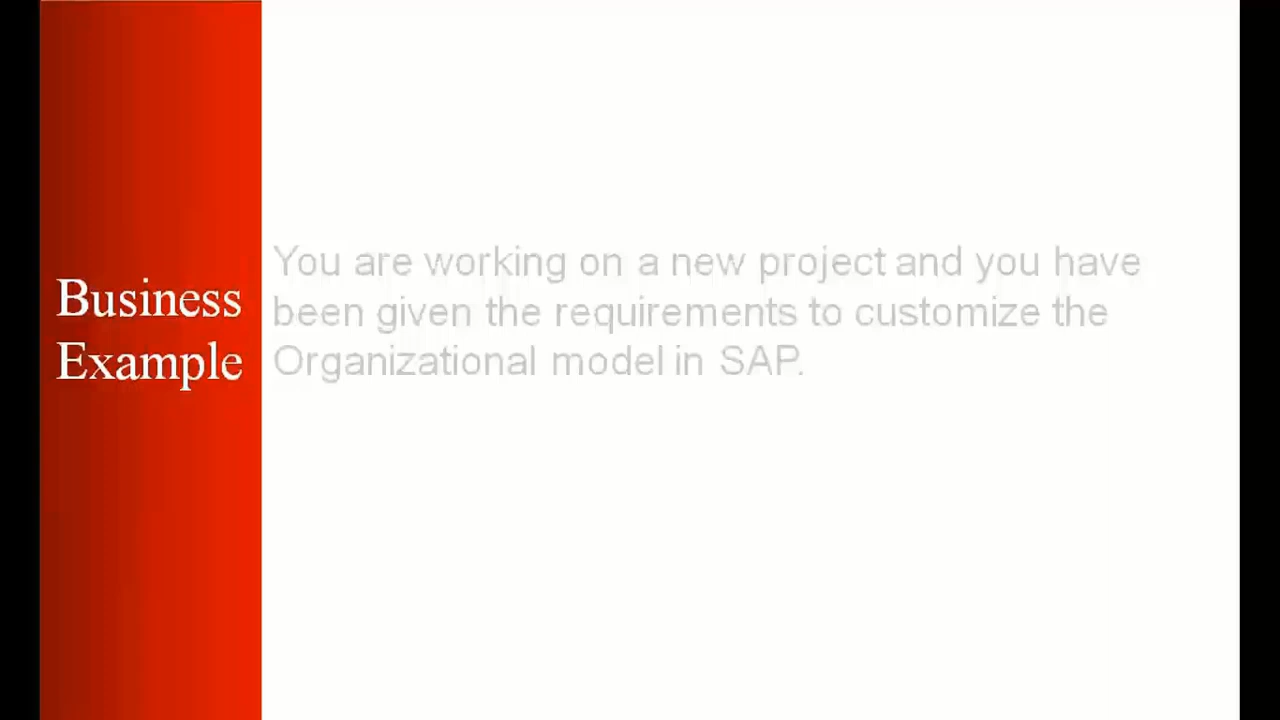 Business
Example
You are working on a new project and you have
been given the requirements to customize the
Organizational model in SAP.